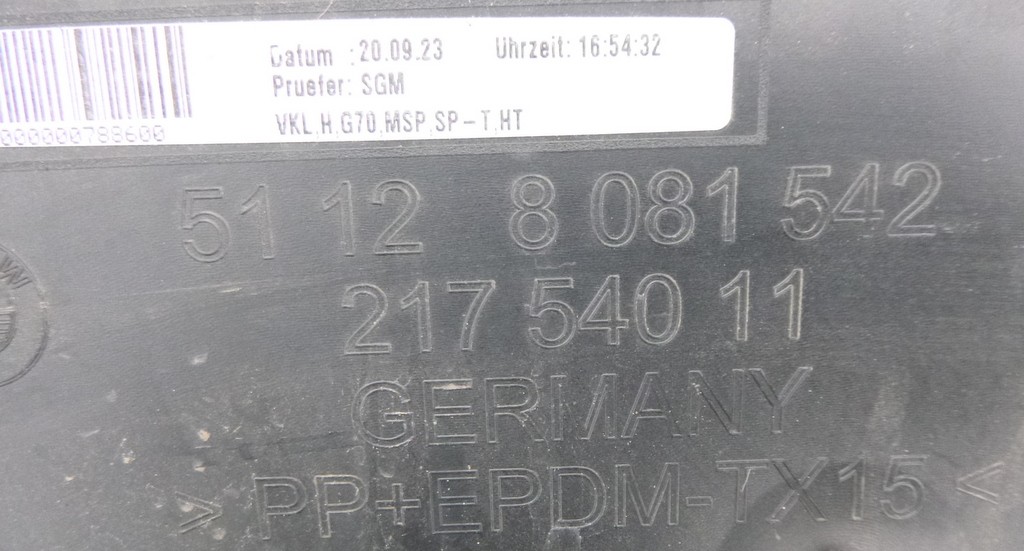 Datum :20.09.23 Uhrzeit: 16:54:32
Pruefer: SGM
VKL,H,G70,MSP,SP-T,HT
000000000788600
51 12 8 081 542
217 540 11
GERMANY
>PP+EPDM-TX15<
W